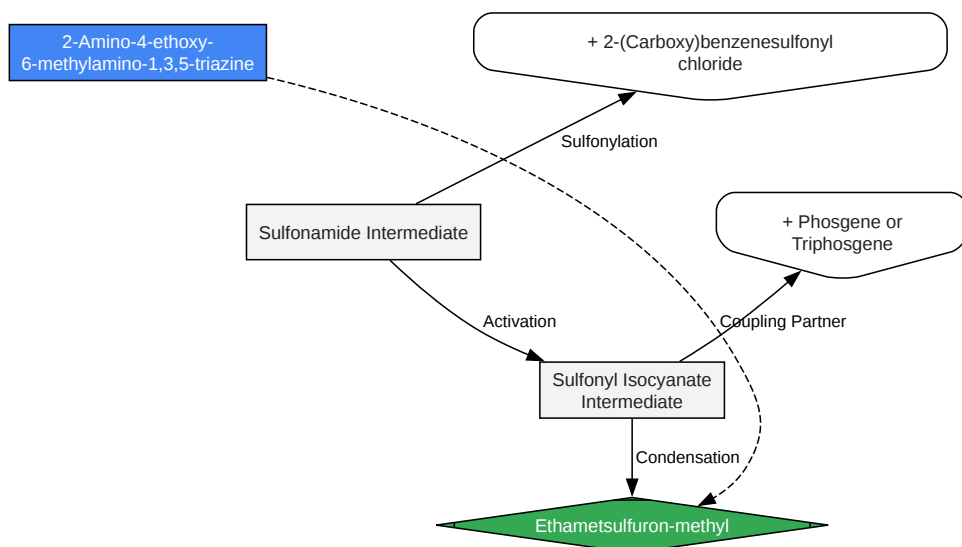 2-Amino-4-ethoxy-
6-methylamino-1,3,5-triazine
+ 2-(Carboxy)benzenesulfonyl
chloride
Sulfonylation
Sulfonamide Intermediate
+ Phosgene or
Triphosgene
Activation
Coupling Partner
Sulfonyl Isocyanate
Intermediate
Condensation
Ethametsulfuron-methyl